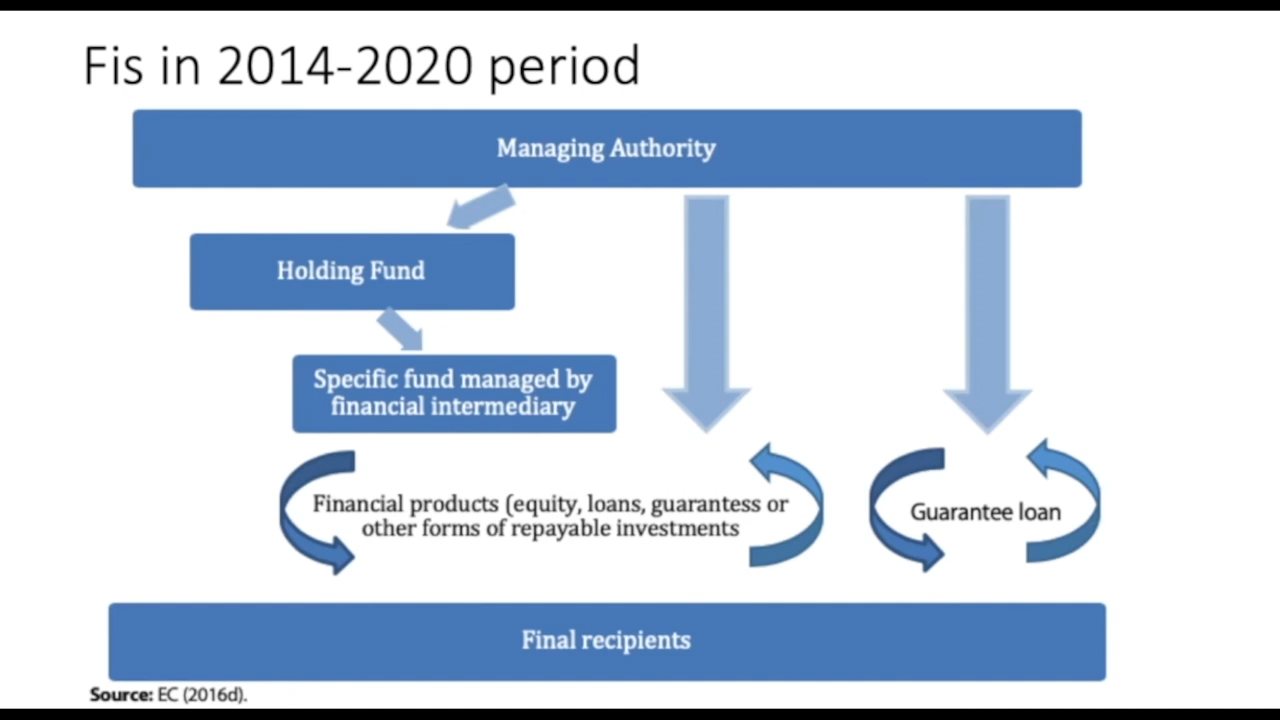 Fis in 2014-2020 period
Managing Authority
Holding Fund
Specific fund managed by
financial intermediary
Financial products (equity, loans, guarantess or
other forms of repayable investments
Guarantee loan
Final recipients
Source: EC (2016d).